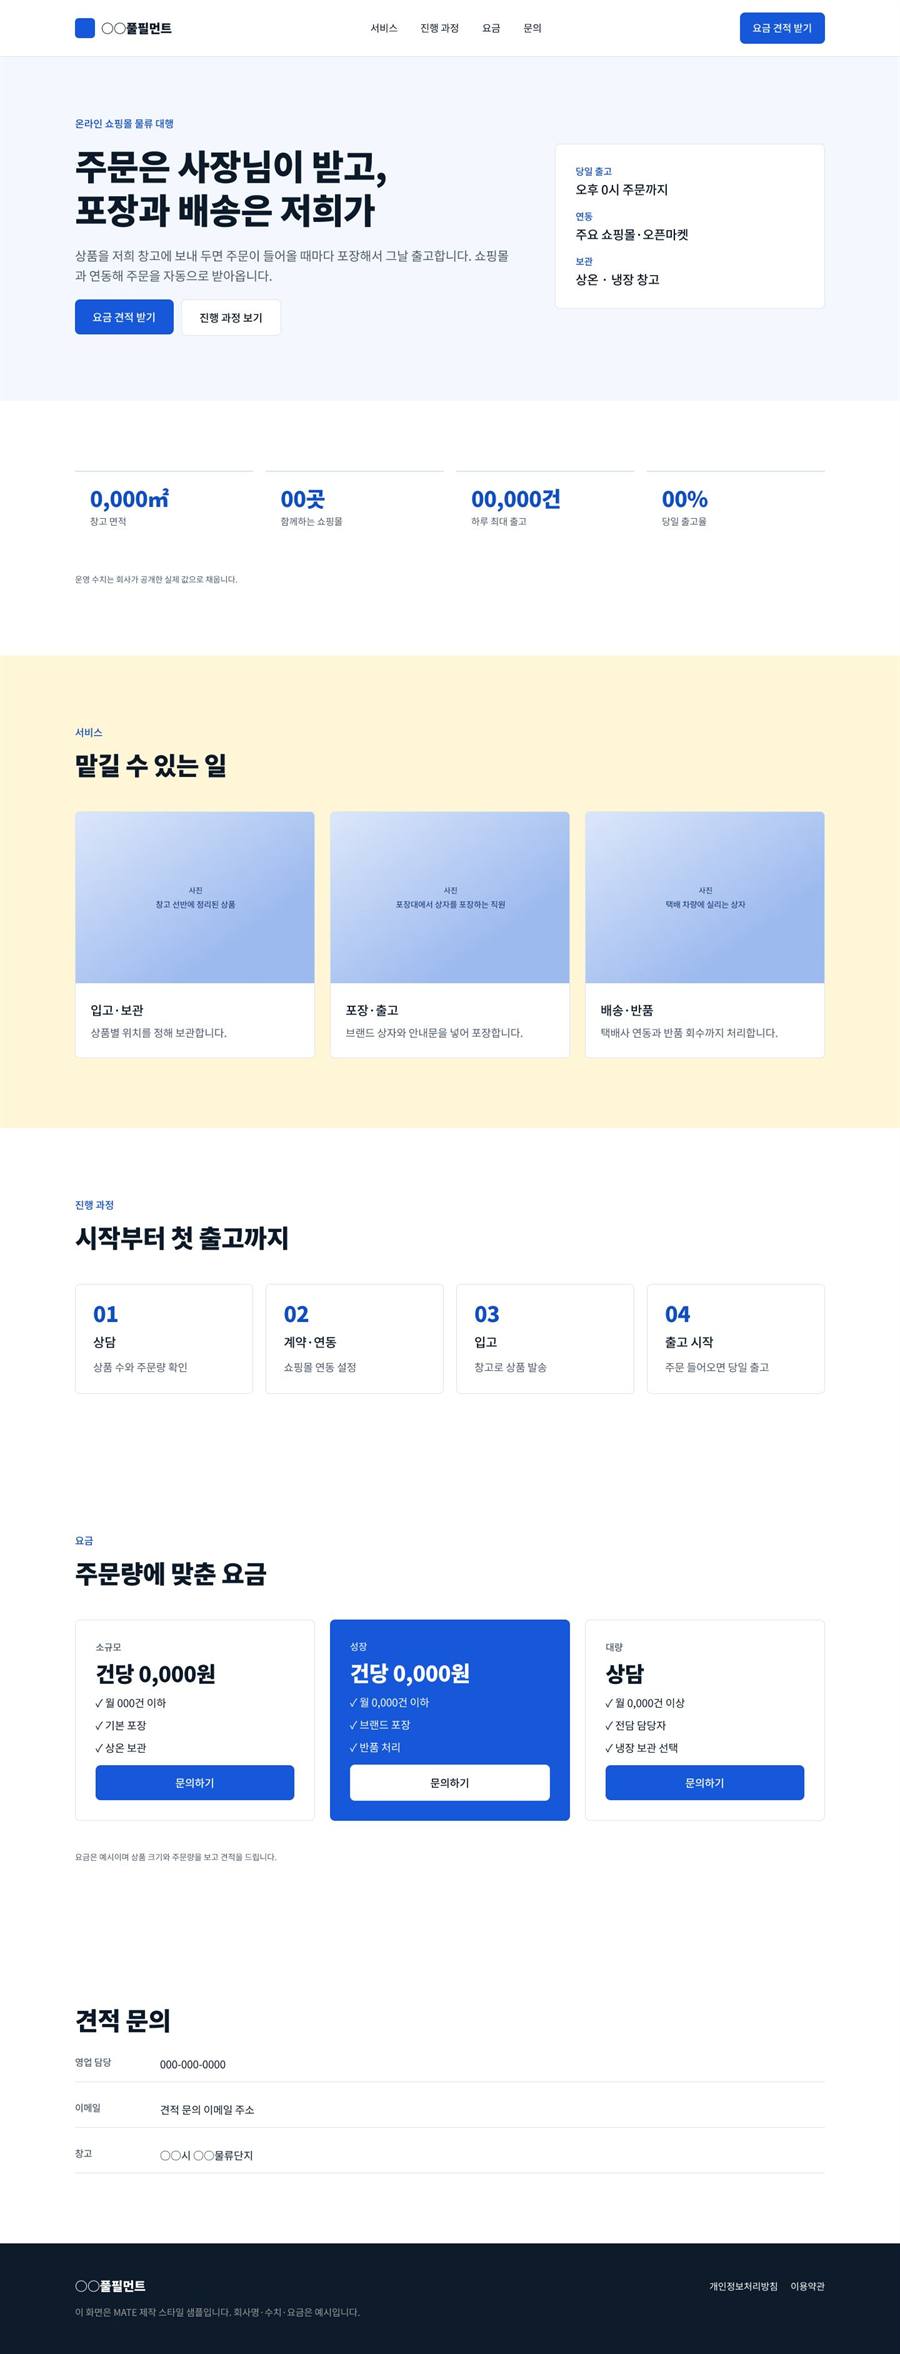 ○○풀필먼트
서비스 진행 과정 요금 문의
요금 견적 받기
온라인 쇼핑몰 물류 대행
주문은 사장님이 받고,
포장과 배송은 저희가
상품을 저희 창고에 보내 두면 주문이 들어올 때마다 포장해서 그날 출고합니다. 쇼핑몰
과 연동해 주문을 자동으로 받아옵니다.
요금 견적 받기
진행 과정 보기
당일 출고
오후 0시 주문까지
연동
주요 쇼핑몰·오픈마켓
보관
상온·냉장 창고
0,000㎡
창고 면적
00곳
함께하는 쇼핑몰
00,000건
하루 최대 출고
00%
당일 출고율
운영 수치는 회사가 공개한 실제 값으로 채웁니다.
서비스
맡길 수 있는 일
사진
창고 선반에 정리된 상품
입고·보관
상품별 위치를 정해 보관합니다.
사진
포장대에서 상자를 포장하는 직원
포장·출고
브랜드 상자와 안내문을 넣어 포장합니다.
사진
택배 차량에 실리는 상자
배송·반품
택배사 연동과 반품 회수까지 처리합니다.
진행 과정
시작부터 첫 출고까지
01
상담
상품 수와 주문량 확인
02
계약·연동
쇼핑몰 연동 설정
03
입고
창고로 상품 발송
04
출고 시작
주문 들어오면 당일 출고
요금
주문량에 맞춘 요금
소규모
건당 0,000원
✓ 월 000건 이하
✓ 기본 포장
✓ 상온 보관
문의하기
성장
건당 0,000원
✓ 월 0,000건 이하
✓ 브랜드 포장
✓ 반품 처리
문의하기
대량
상담
✓ 월 0,000건 이상
✓ 전담 담당자
✓ 냉장 보관 선택
문의하기
요금은 예시이며 상품 크기와 주문량을 보고 견적을 드립니다.
견적 문의
영업 담당 000-000-0000
이메일 견적 문의 이메일 주소
창고 ○○시 ○○물류단지
○○풀필먼트
개인정보처리방침 이용약관
이 화면은 MATE 제작 스타일 샘플입니다. 회사명·수치·요금은 예시입니다.